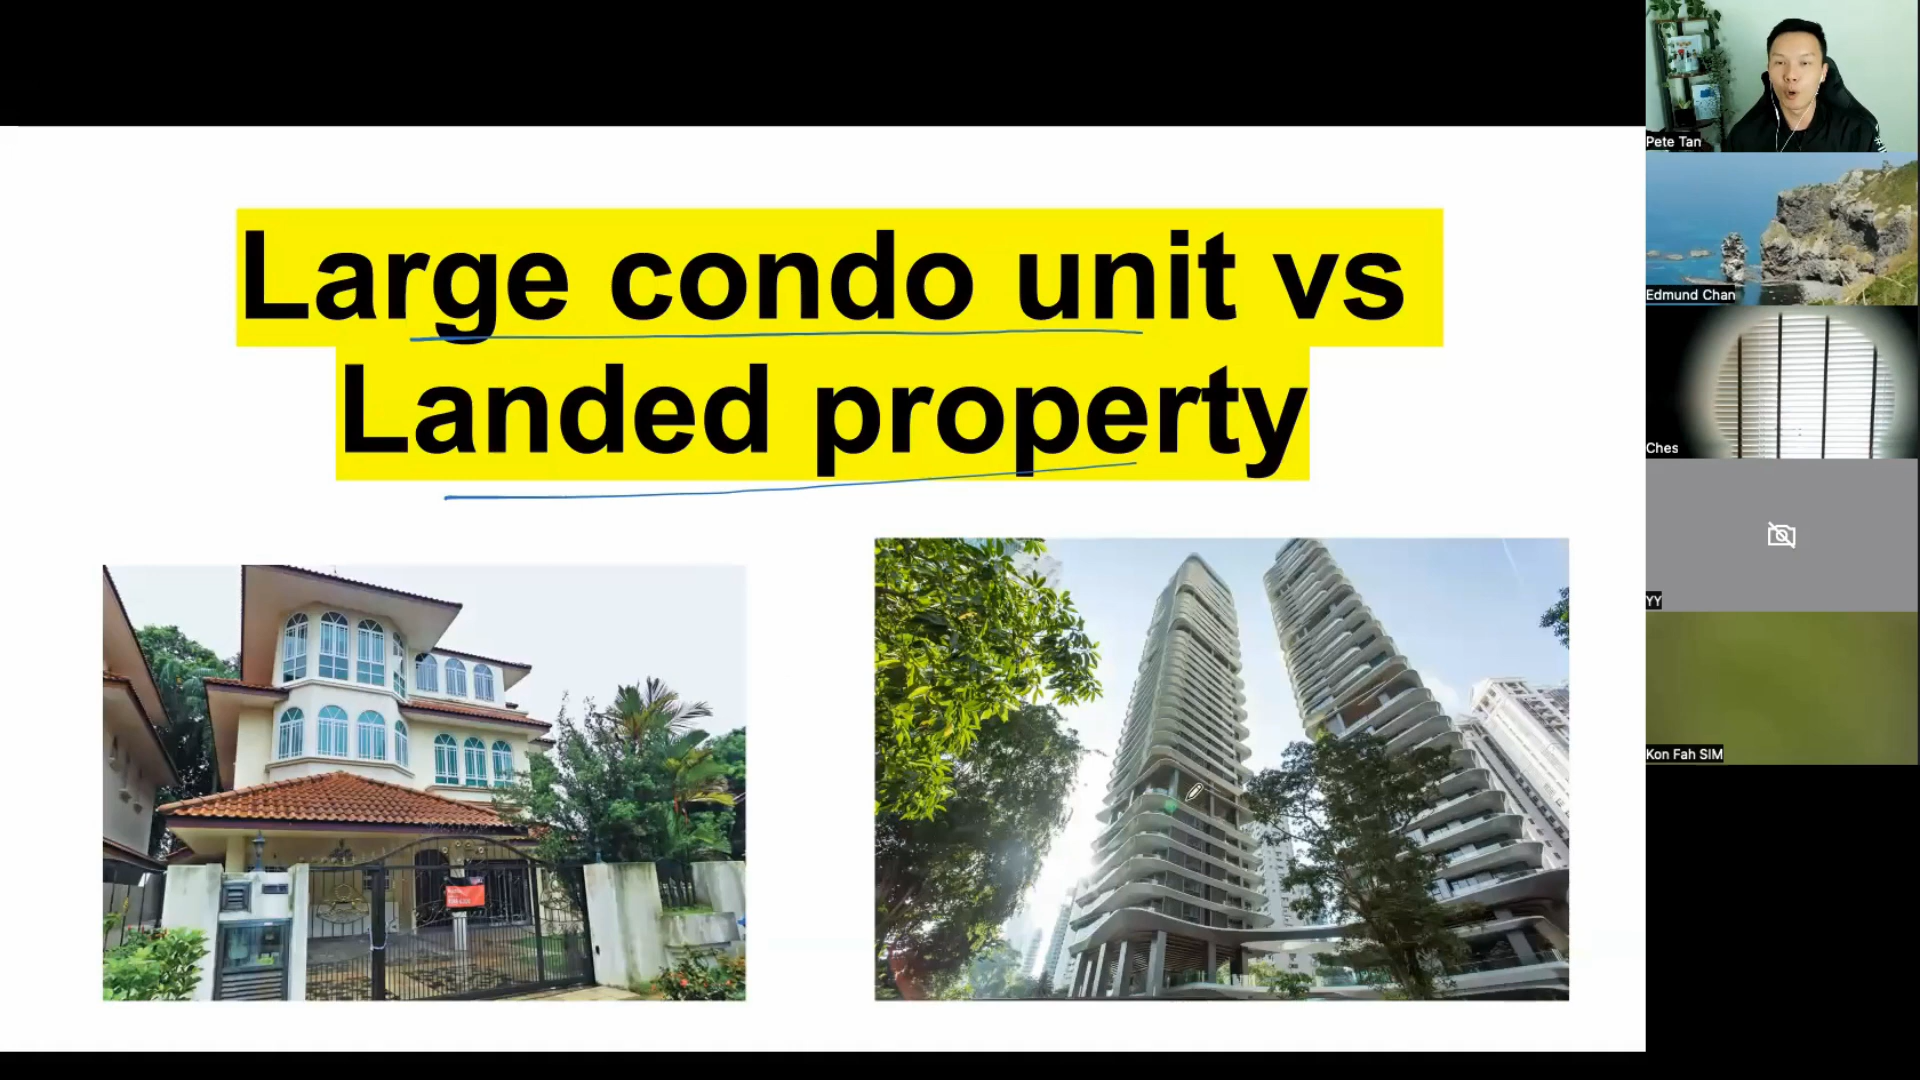 Large condo unit vs
Landed property
Pete Tan
Edmund Chan
Ches
YY
Kon Fah SIM